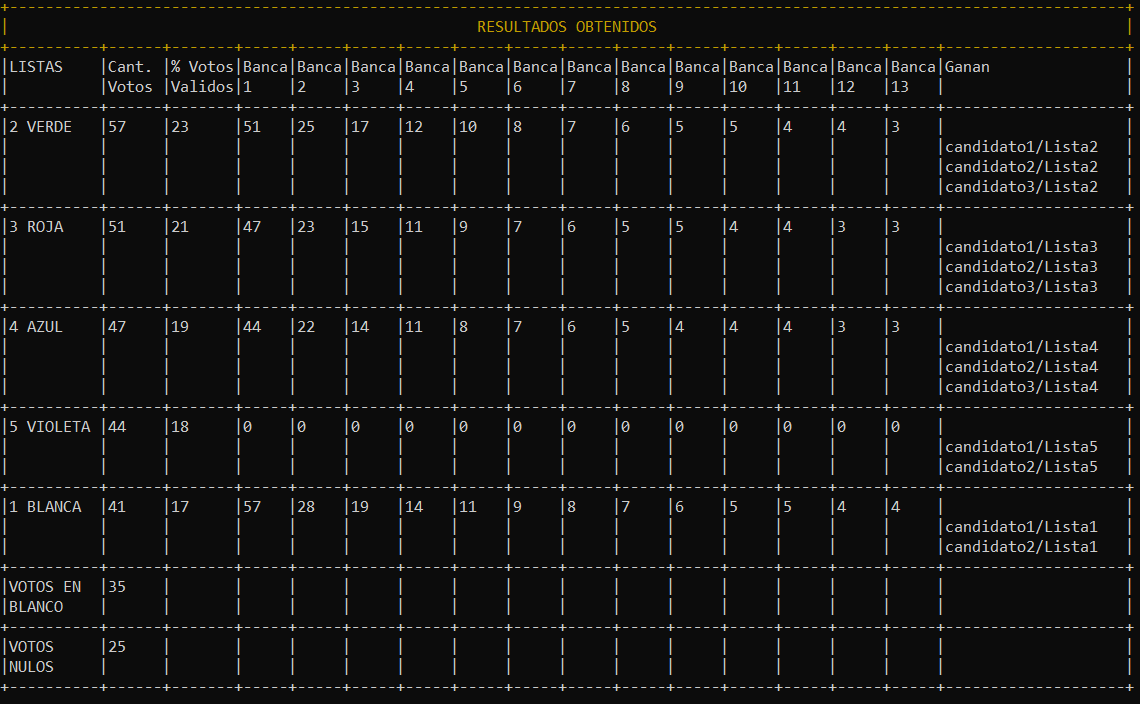 RESULTADOS OBTENIDOS
LISTAS Cant. % Votos Banca Banca Banca Banca Banca Banca Banca Banca Banca Banca Banca Banca Banca Ganan
Votos Validos 1 2 3 4 5 6 7 8 9 10 11 12 13
2 VERDE 57 23 51 25 17 12 10 8 7 6 5 5 4 4 3
candidato1/Lista2
candidato2/Lista2
candidato3/Lista2
3 ROJA 51 21 47 23 15 11 9 7 6 5 5 4 4 3 3
candidato1/Lista3
candidato2/Lista3
candidato3/Lista3
4 AZUL 47 19 44 22 14 11 8 7 6 5 4 4 4 3 3
candidato1/Lista4
candidato2/Lista4
candidato3/Lista4
5 VIOLETA 44 18 0 0 0 0 0 0 0 0 0 0 0 0 0
candidato1/Lista5
candidato2/Lista5
1 BLANCA 41 17 57 28 19 14 11 9 8 7 6 5 5 4 4
candidato1/Lista1
candidato2/Lista1
VOTOS EN 35
BLANCO
VOTOS 25
NULOS